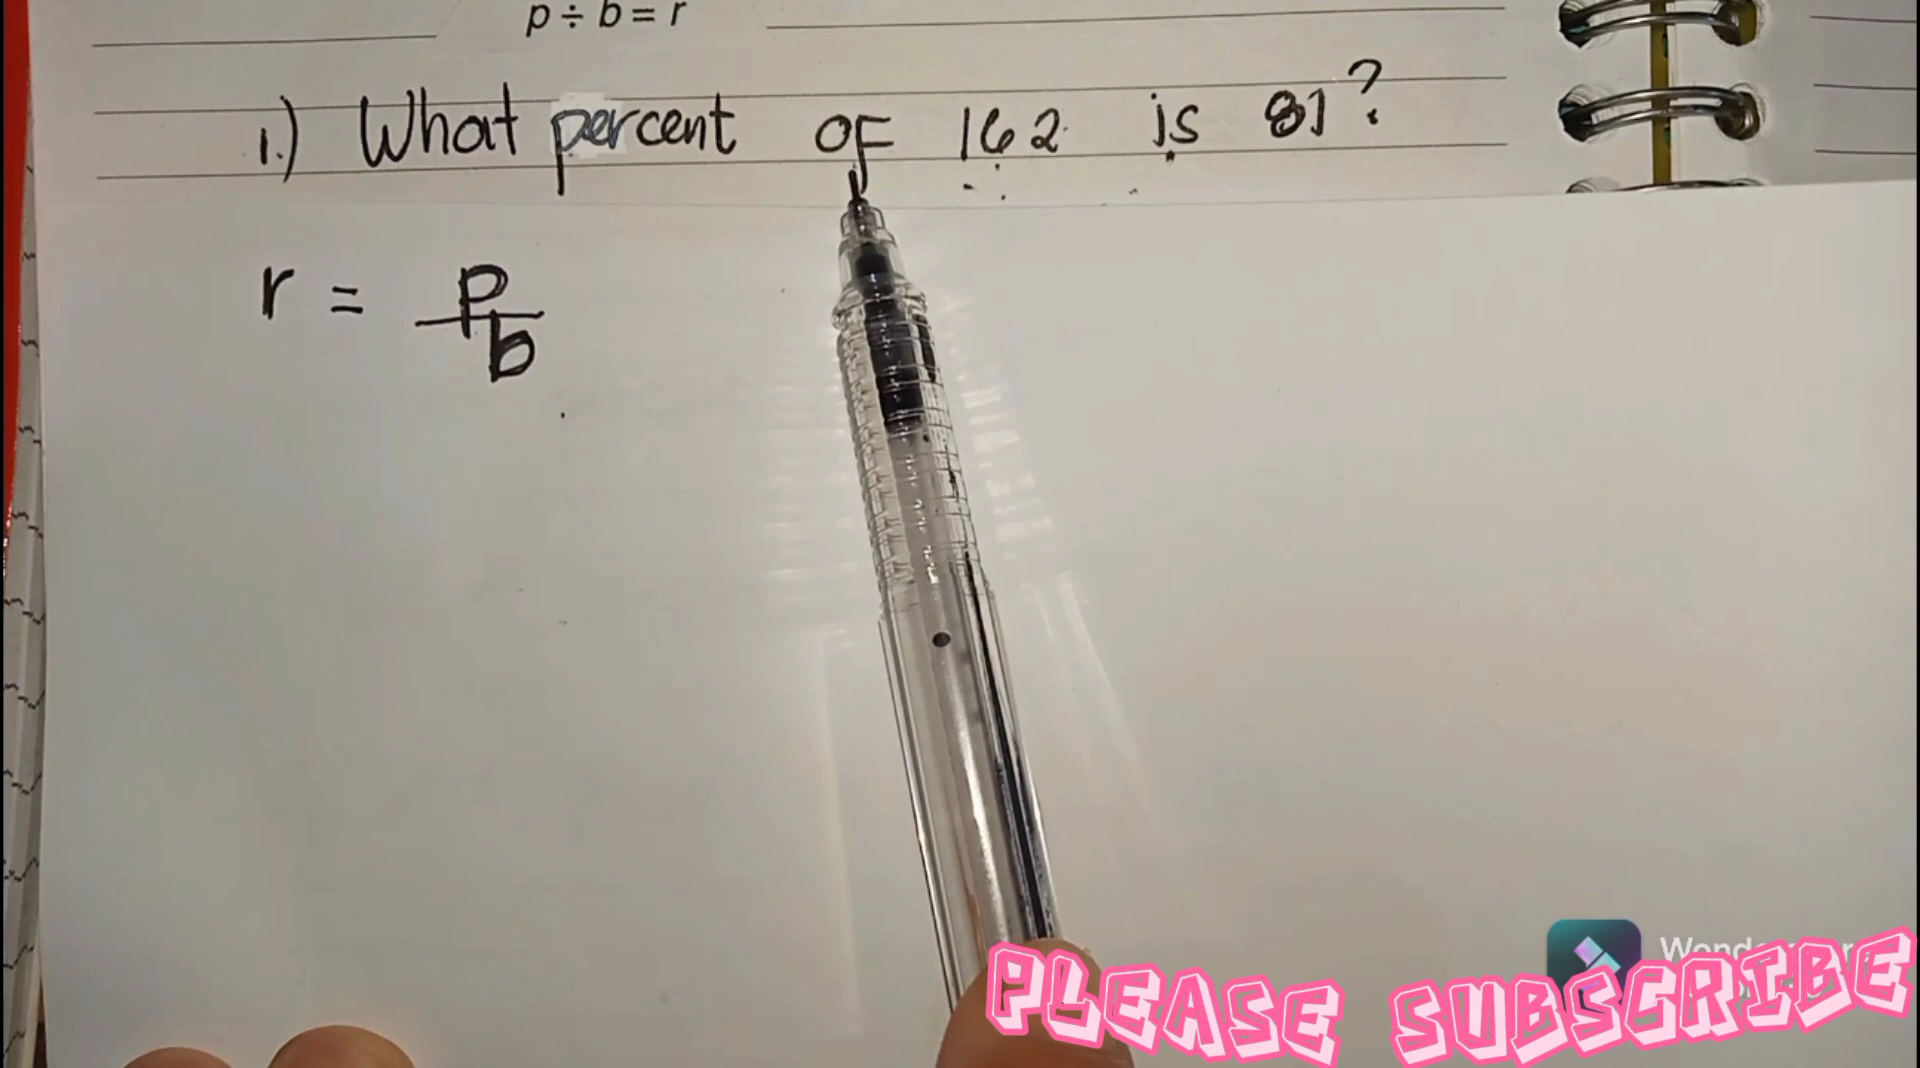 p ÷ b = r
1.) What percent of 162 is 81?
r = p/b
PLEASE SUBSCRIBE